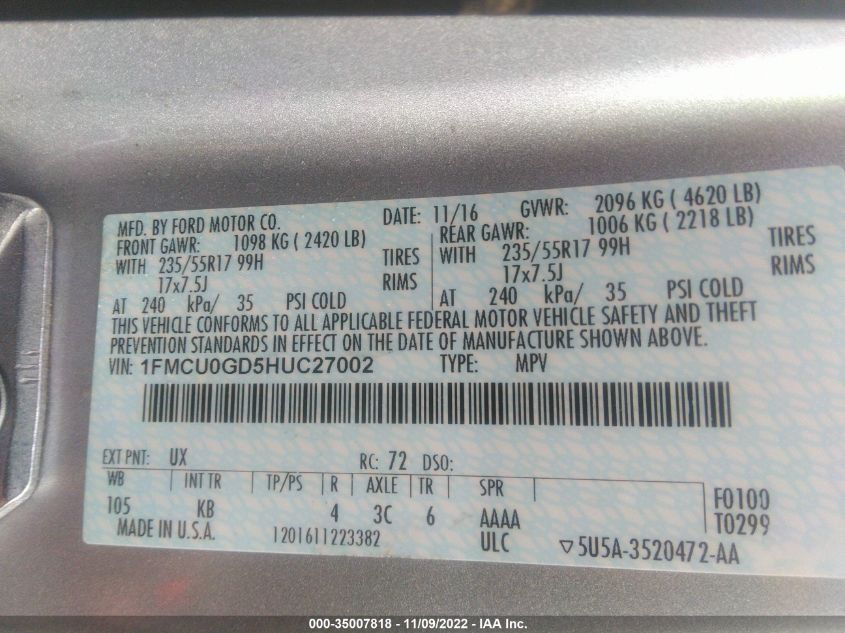 MFD. BY FORD MOTOR CO. DATE: 11/16 GVWR: 2096 KG ( 4620 LB)
FRONT GAWR: 1098 KG ( 2420 LB) REAR GAWR: 1006 KG ( 2218 LB)
WITH 235/55R17 99H TIRES WITH 235/55R17 99H TIRES
17x7.5J RIMS 17x7.5J RIMS
AT 240 kPa/ 35 PSI COLD AT 240 kPa/ 35 PSI COLD
THIS VEHICLE CONFORMS TO ALL APPLICABLE FEDERAL MOTOR VEHICLE SAFETY AND THEFT
PREVENTION STANDARDS IN EFFECT ON THE DATE OF MANUFACTURE SHOWN ABOVE.
VIN: 1FMCU0GD5HUC27002 TYPE: MPV
EXT PNT: UX RC: 72 DSO:
WB INT TR TP/PS R AXLE TR SPR F0100
105 KB 4 3C 6 AAAA T0299
MADE IN U.S.A. 1201611223382 ULC ▽5U5A-3520472-AA
000-35007818 - 11/09/2022 - IAA Inc.